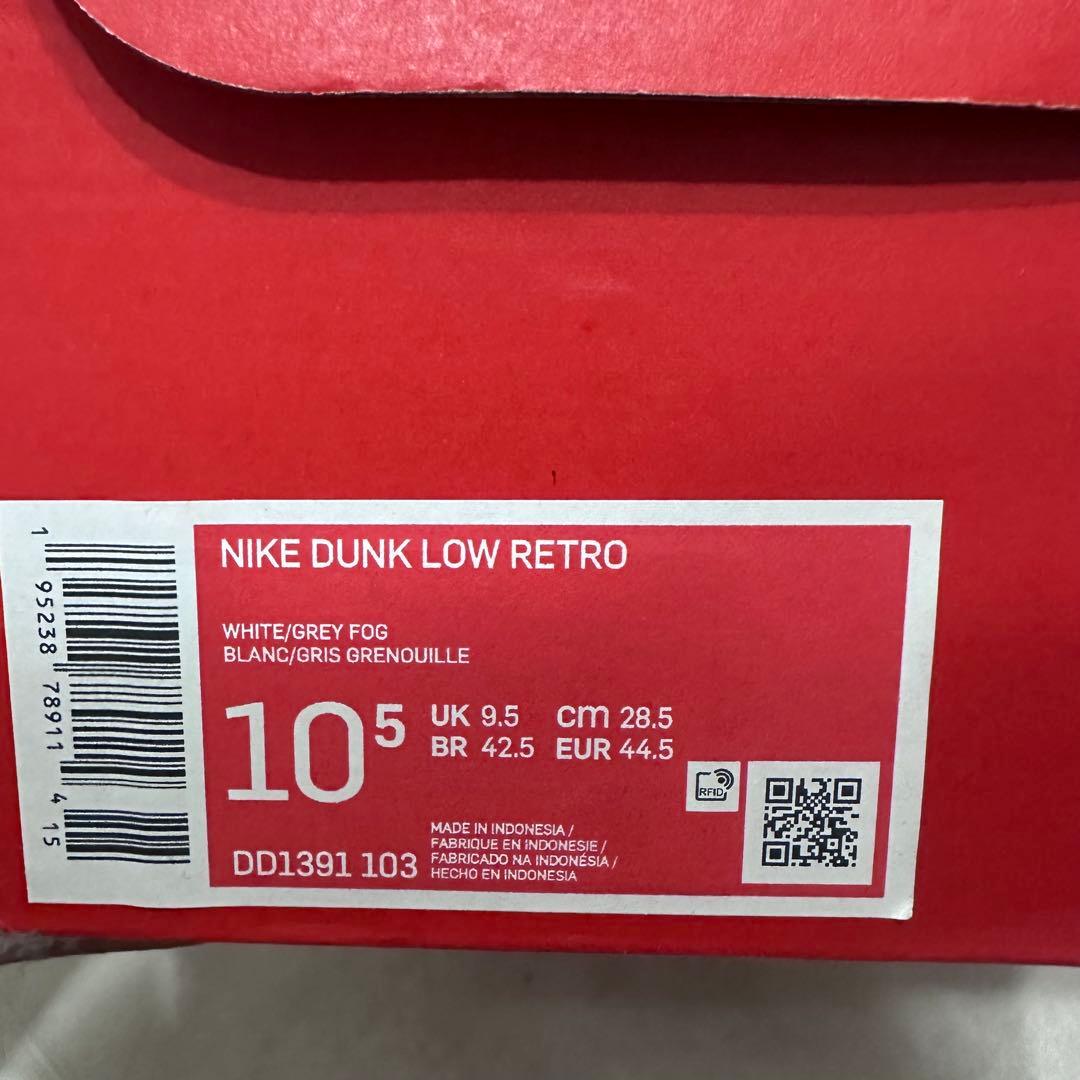 NIKE DUNK LOW RETRO
WHITE/GREY FOG
BLANC/GRIS GRENOUILLE
10⁵
UK 9.5 cm 28.5
BR 42.5 EUR 44.5
RFID
MADE IN INDONESIA /
FABRIQUE EN INDONESIE /
FABRICADO NA INDONÉSIA /
HECHO EN INDONESIA
DD1391 103
1 95238 78911 4 15